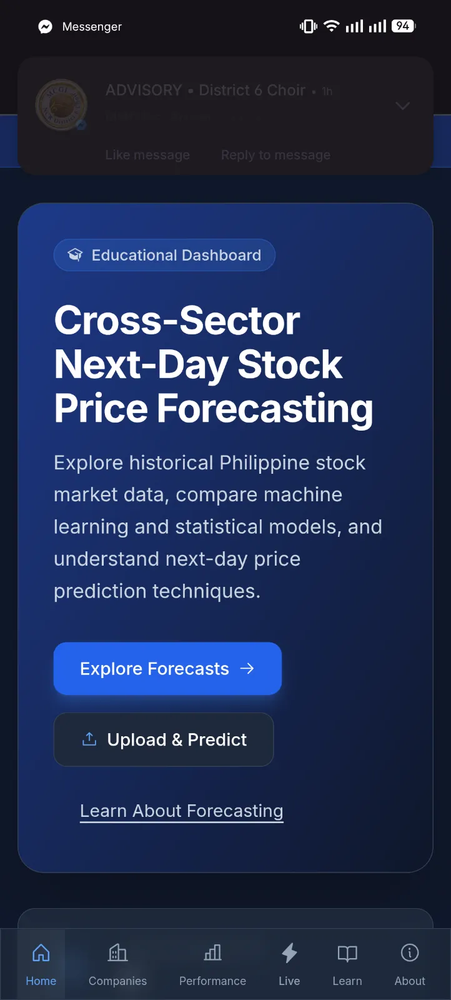 Messenger
94
ADVISORY • District 6 Choir • 1h
Like message Reply to message
Educational Dashboard
Cross-Sector
Next-Day Stock
Price Forecasting
Explore historical Philippine stock
market data, compare machine
learning and statistical models, and
understand next-day price
prediction techniques.
Explore Forecasts →
Upload & Predict
Learn About Forecasting
Home Companies Performance Live Learn About